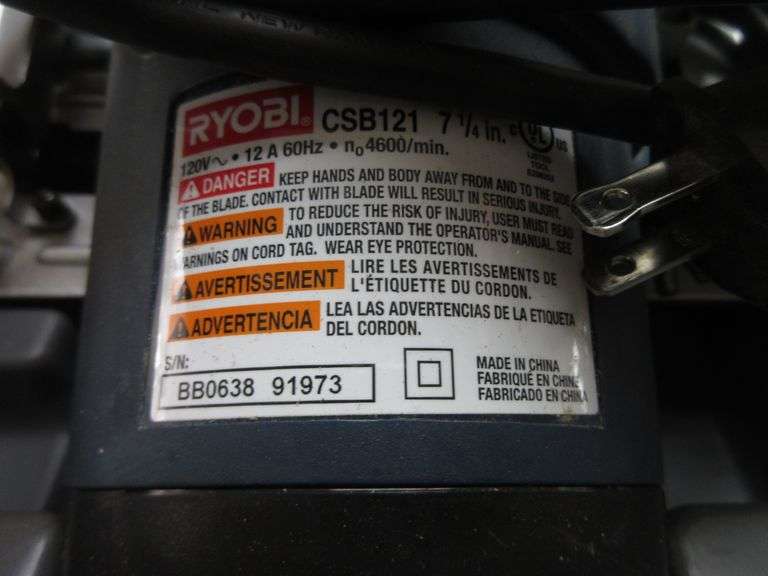 RYOBI® CSB121 7 1/4 in. C UL US
LISTED
120V~ • 12 A 60Hz • n₀4600/min.
DANGER KEEP HANDS AND BODY AWAY FROM AND TO THE SIDE
OF THE BLADE. CONTACT WITH BLADE WILL RESULT IN SERIOUS INJURY.
WARNING TO REDUCE THE RISK OF INJURY, USER MUST READ
AND UNDERSTAND THE OPERATOR'S MANUAL. SEE
WARNINGS ON CORD TAG. WEAR EYE PROTECTION.
AVERTISSEMENT LIRE LES AVERTISSEMENTS DE
L'ÉTIQUETTE DU CORDON.
ADVERTENCIA LEA LAS ADVERTENCIAS DE LA ETIQUETA
DEL CORDON.
S/N:
BB0638 91973
MADE IN CHINA
FABRIQUÉ EN CHINE
FABRICADO EN CHINA